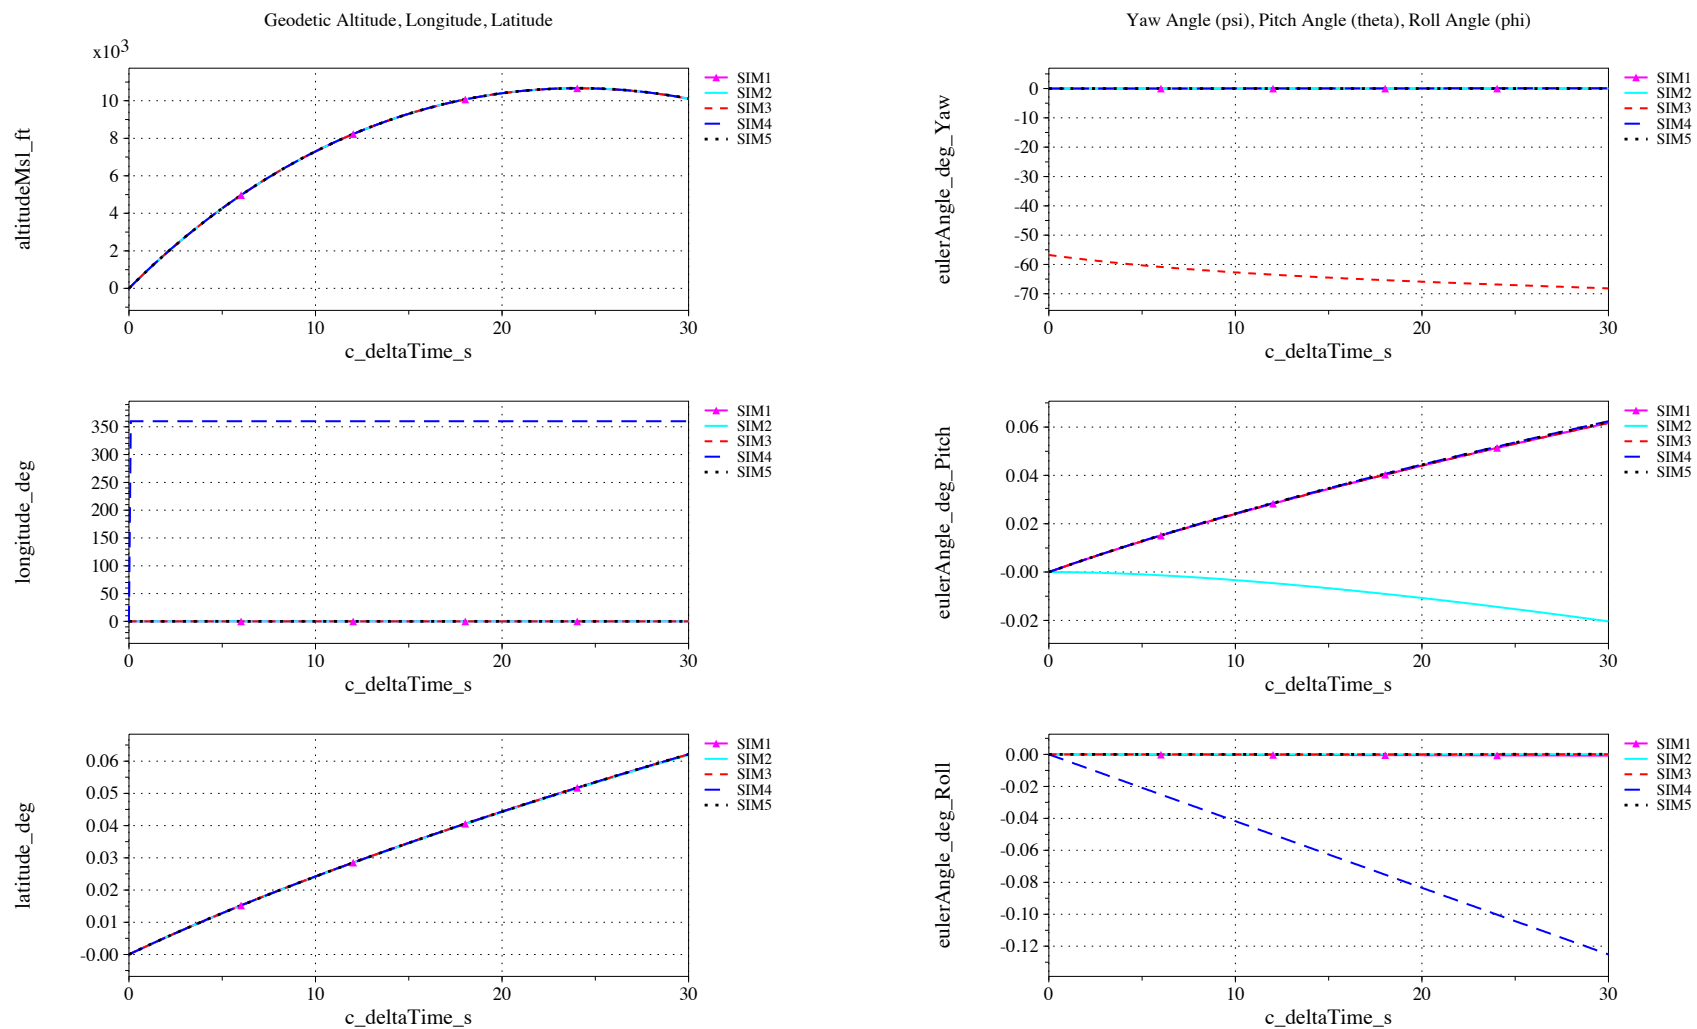 Geodetic Altitude, Longitude, Latitude
x10³
altitudeMsl_ft
10
8
6
4
2
0
0 10 20 30
c_deltaTime_s
SIM1
SIM2
SIM3
SIM4
SIM5
longitude_deg
350
300
250
200
150
100
50
0
0 10 20 30
c_deltaTime_s
SIM1
SIM2
SIM3
SIM4
SIM5
latitude_deg
0.06
0.05
0.04
0.03
0.02
0.01
-0.00
0 10 20 30
c_deltaTime_s
SIM1
SIM2
SIM3
SIM4
SIM5
Yaw Angle (psi), Pitch Angle (theta), Roll Angle (phi)
eulerAngle_deg_Yaw
0
-10
-20
-30
-40
-50
-60
-70
0 10 20 30
c_deltaTime_s
SIM1
SIM2
SIM3
SIM4
SIM5
eulerAngle_deg_Pitch
0.06
0.04
0.02
-0.00
-0.02
0 10 20 30
c_deltaTime_s
SIM1
SIM2
SIM3
SIM4
SIM5
eulerAngle_deg_Roll
0.00
-0.02
-0.04
-0.06
-0.08
-0.10
-0.12
0 10 20 30
c_deltaTime_s
SIM1
SIM2
SIM3
SIM4
SIM5